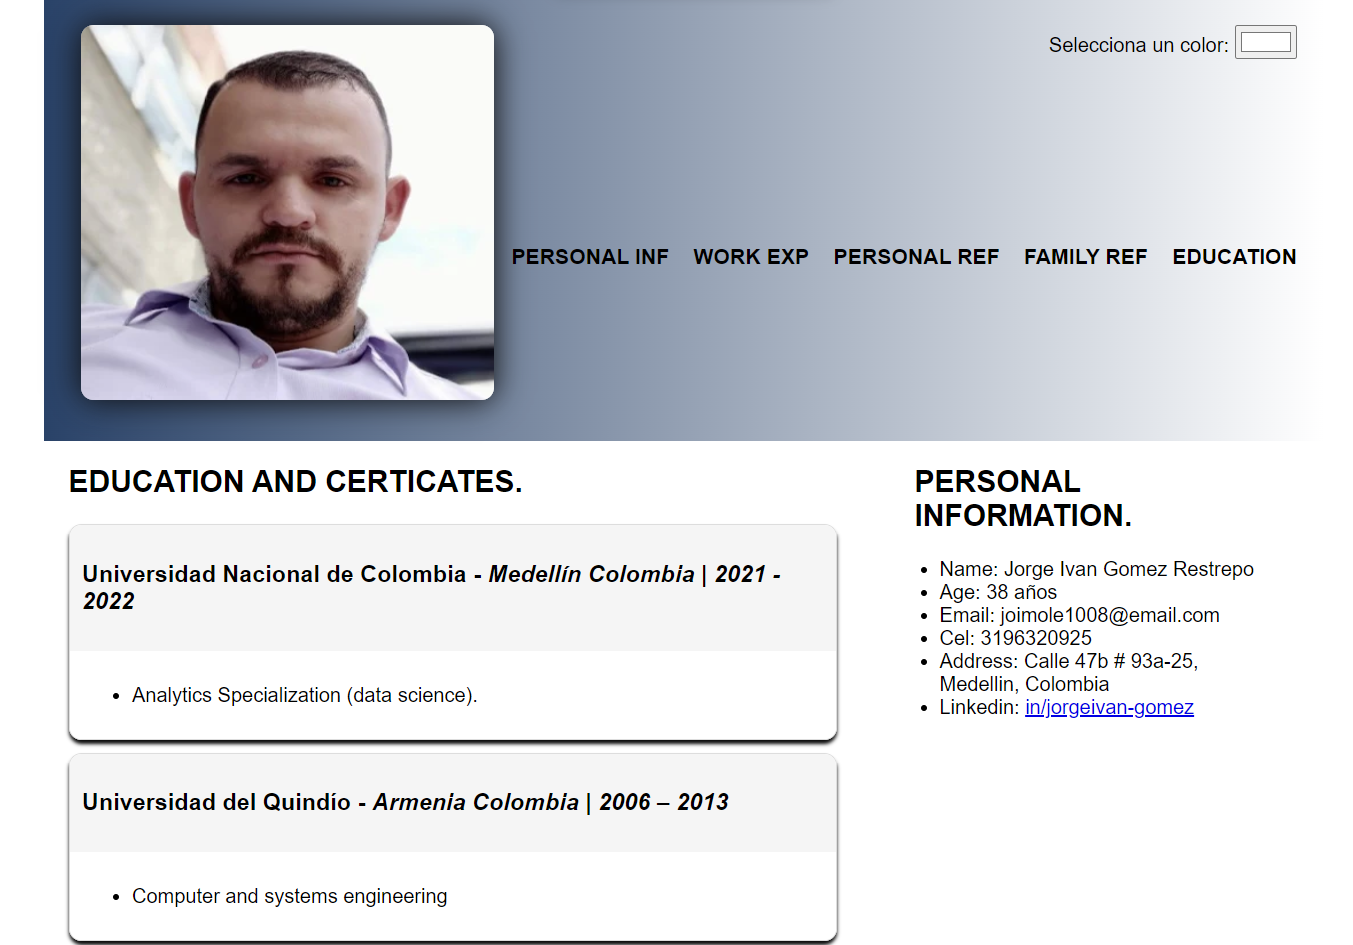 Selecciona un color:
PERSONAL INF WORK EXP PERSONAL REF FAMILY REF EDUCATION
EDUCATION AND CERTICATES.
Universidad Nacional de Colombia - Medellín Colombia | 2021 -
2022
Analytics Specialization (data science).
Universidad del Quindío - Armenia Colombia | 2006 – 2013
Computer and systems engineering
PERSONAL
INFORMATION.
Name: Jorge Ivan Gomez Restrepo
Age: 38 años
Email: joimole1008@email.com
Cel: 3196320925
Address: Calle 47b # 93a-25,
Medellin, Colombia
Linkedin: in/jorgeivan-gomez